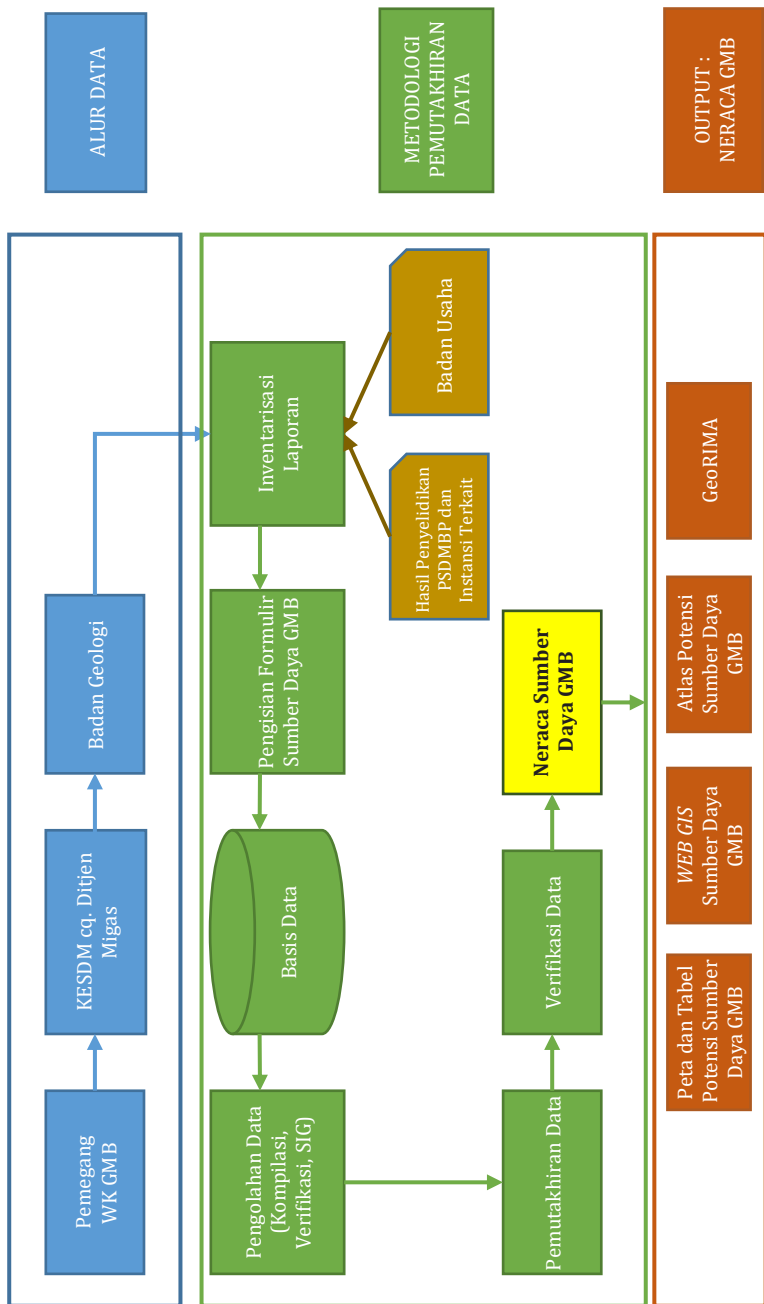 Pemegang
WK GMB
KESDM cq. Ditjen
Migas
Badan Geologi
ALUR DATA
Inventarisasi
Laporan
Pengisian Formulir
Sumber Daya GMB
Basis Data
Pengolahan Data
(Kompilasi,
Verifikasi, SIG)
Hasil Penyelidikan
PSDMBP dan
Instansi Terkait
Badan Usaha
METODOLOGI
PEMUTAKHIRAN
DATA
Pemutakhiran Data
Verifikasi Data
Neraca Sumber
Daya GMB
Peta dan Tabel
Potensi Sumber
Daya GMB
WEB GIS
Sumber Daya
GMB
Atlas Potensi
Sumber Daya
GMB
GeoRIMA
OUTPUT :
NERACA GMB